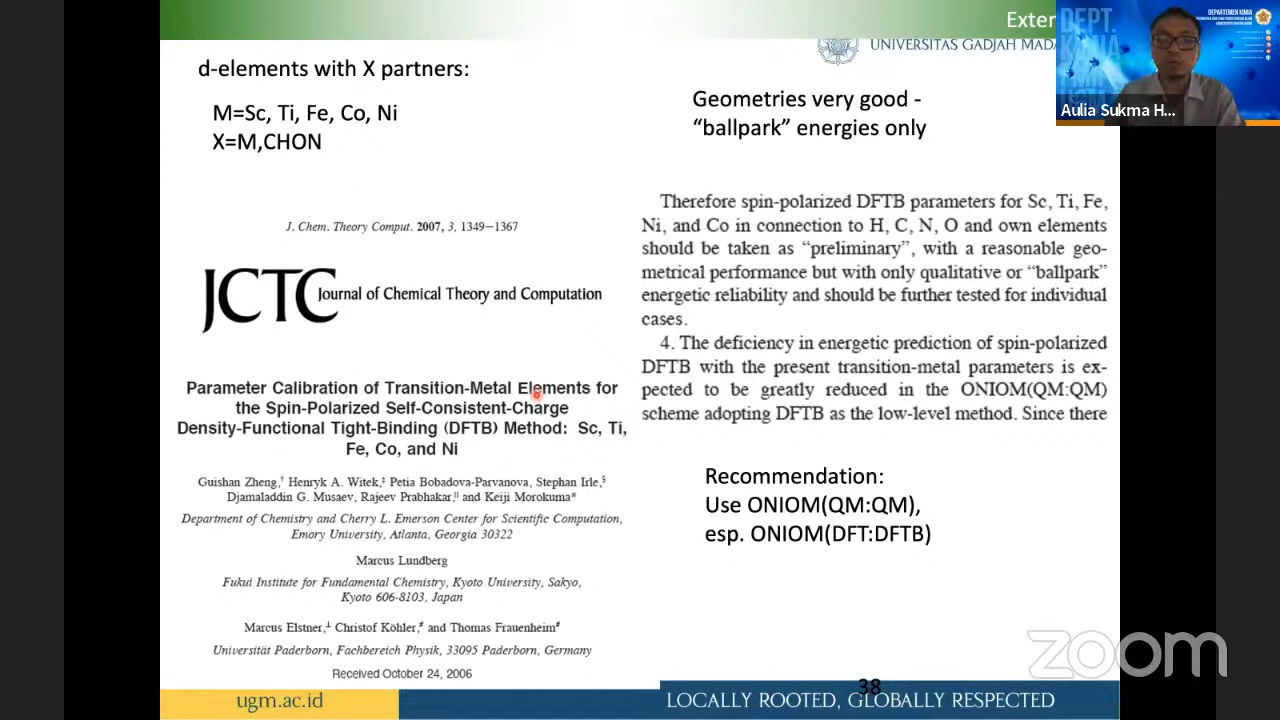 Exter
UNIVERSITAS GADJAH MADA
DEPT.
DEPARTEMEN KIMIA
Aulia Sukma H...
d-elements with X partners:
M=Sc, Ti, Fe, Co, Ni
X=M,CHON
Geometries very good -
“ballpark” energies only
J. Chem. Theory Comput. 2007, 3, 1349–1367
JCTC Journal of Chemical Theory and Computation
Parameter Calibration of Transition-Metal Elements for
the Spin-Polarized Self-Consistent-Charge
Density-Functional Tight-Binding (DFTB) Method: Sc, Ti,
Fe, Co, and Ni
Guishan Zheng,† Henryk A. Witek,‡ Petia Bobadova-Parvanova, Stephan Irle,§
Djamaladdin G. Musaev, Rajeev Prabhakar,|| and Keiji Morokuma*
Department of Chemistry and Cherry L. Emerson Center for Scientific Computation,
Emory University, Atlanta, Georgia 30322
Marcus Lundberg
Fukui Institute for Fundamental Chemistry, Kyoto University, Sakyo,
Kyoto 606-8103, Japan
Marcus Elstner,⊥ Christof Köhler,# and Thomas Frauenheim#
Universität Paderborn, Fachbereich Physik, 33095 Paderborn, Germany
Received October 24, 2006
Therefore spin-polarized DFTB parameters for Sc, Ti, Fe,
Ni, and Co in connection to H, C, N, O and own elements
should be taken as “preliminary”, with a reasonable geo-
metrical performance but with only qualitative or “ballpark”
energetic reliability and should be further tested for individual
cases.
4. The deficiency in energetic prediction of spin-polarized
DFTB with the present transition-metal parameters is ex-
pected to be greatly reduced in the ONIOM(QM:QM)
scheme adopting DFTB as the low-level method. Since there
Recommendation:
Use ONIOM(QM:QM),
esp. ONIOM(DFT:DFTB)
zoom
38
ugm.ac.id
LOCALLY ROOTED, GLOBALLY RESPECTED